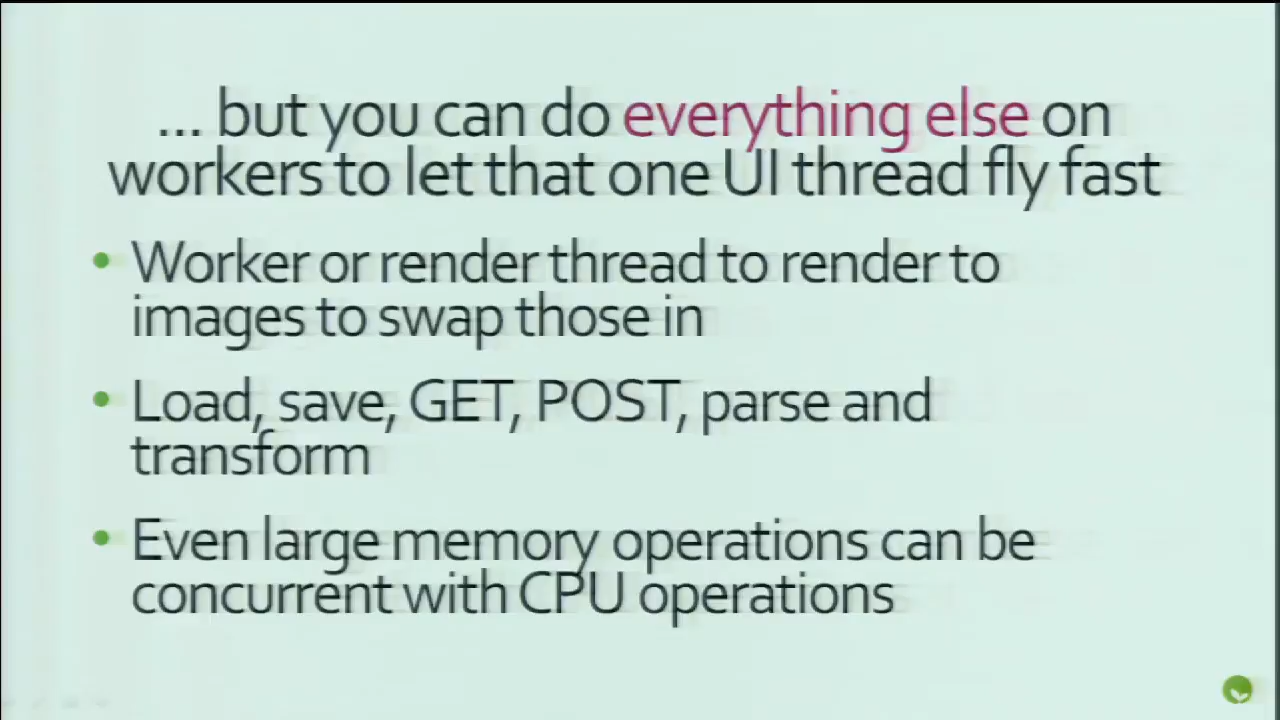 ... but you can do everything else on
workers to let that one UI thread fly fast
• Worker or render thread to render to
images to swap those in
• Load, save, GET, POST, parse and
transform
• Even large memory operations can be
concurrent with CPU operations